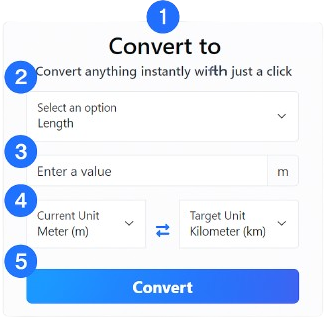 1
Convert to
2
Convert anything instantly with just a click
Select an option
Length
3
Enter a value
m
4
Current Unit
Meter (m)
Target Unit
Kilometer (km)
5
Convert